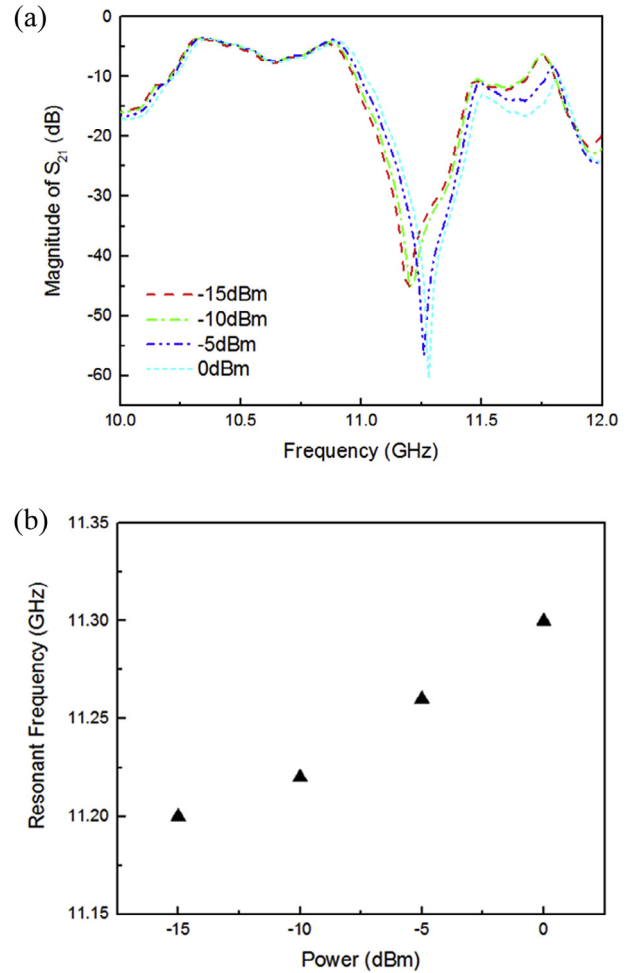 (a)
0
-10
-20
-30
-40
-50
-60
Magnitude of S21 (dB)
-15dBm
-10dBm
-5dBm
0dBm
10.0 10.5 11.0 11.5 12.0
Frequency (GHz)
(b)
11.35
11.30
11.25
11.20
11.15
Resonant Frequency (GHz)
-15 -10 -5 0
Power (dBm)